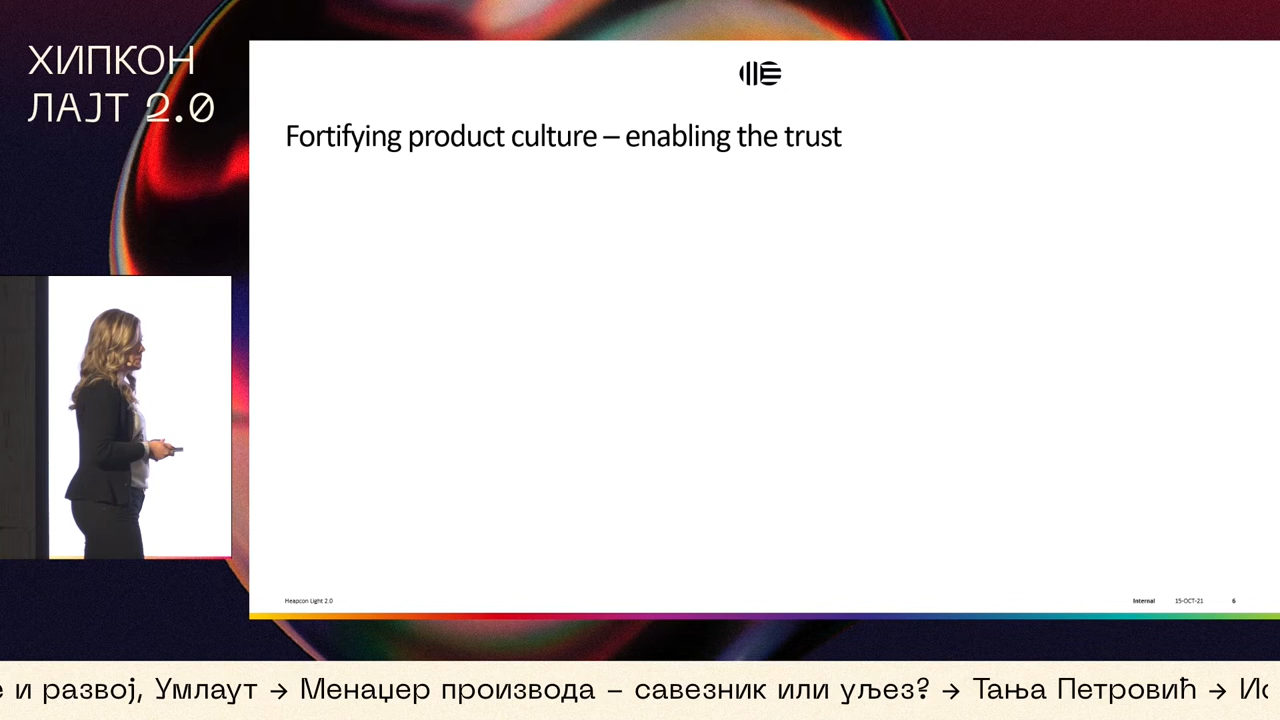 ХИПКОН
ЛАЈТ 2.0
Fortifying product culture – enabling the trust
Heapcon Light 2.0
Internal
15-OCT-21
6
и развој, Умлаут → Менаџер производа – савезник или уљез? → Тања Петровић →